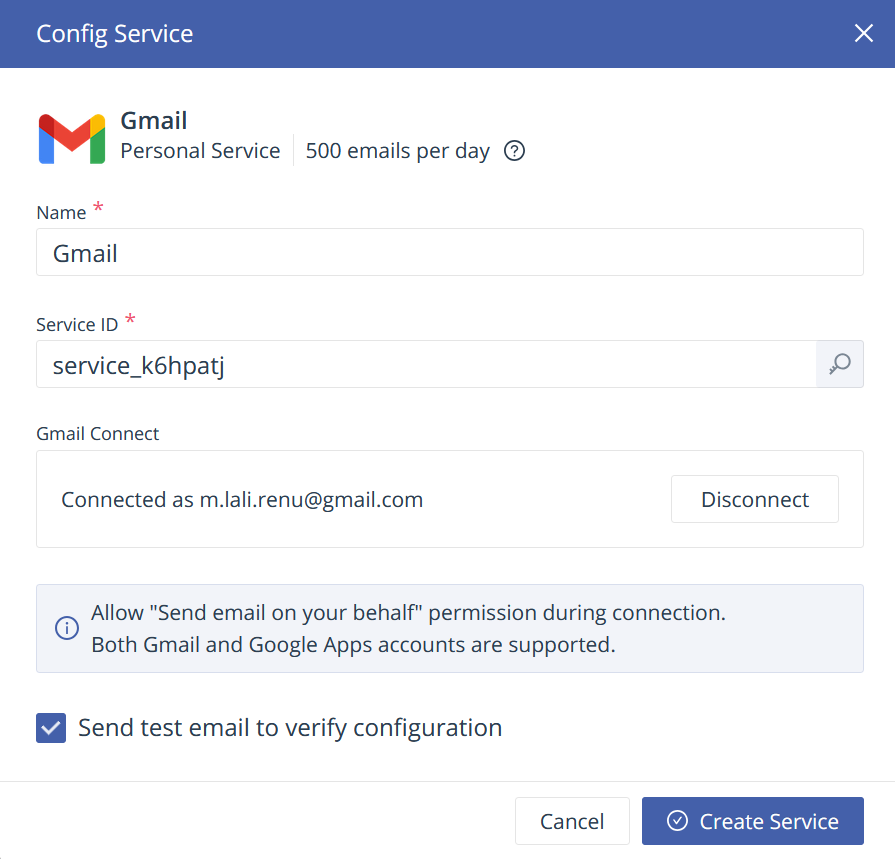 Config Service
Gmail
Personal Service 500 emails per day
Name *
Gmail
Service ID *
service_k6hpatj
Gmail Connect
Connected as m.lali.renu@gmail.com Disconnect
Allow "Send email on your behalf" permission during connection.
Both Gmail and Google Apps accounts are supported.
Send test email to verify configuration
Cancel Create Service